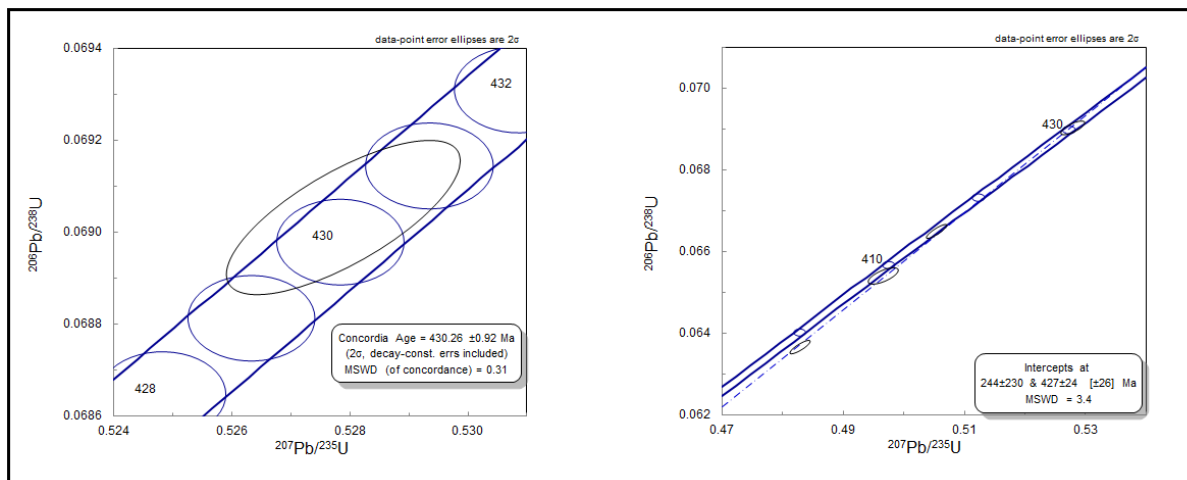 data-point error ellipses are 2σ
0.0694
0.0692
0.0690
0.0688
0.0686
206Pb/238U
432
430
428
Concordia Age = 430.26 ±0.92 Ma
(2σ, decay-const. errs included)
MSWD (of concordance) = 0.31
0.524
0.526
0.528
0.530
207Pb/235U
data-point error ellipses are 2σ
0.070
0.068
0.066
0.064
0.062
206Pb/238U
430
410
Intercepts at
244±230 & 427±24 [±26] Ma
MSWD = 3.4
0.47
0.49
0.51
0.53
207Pb/235U